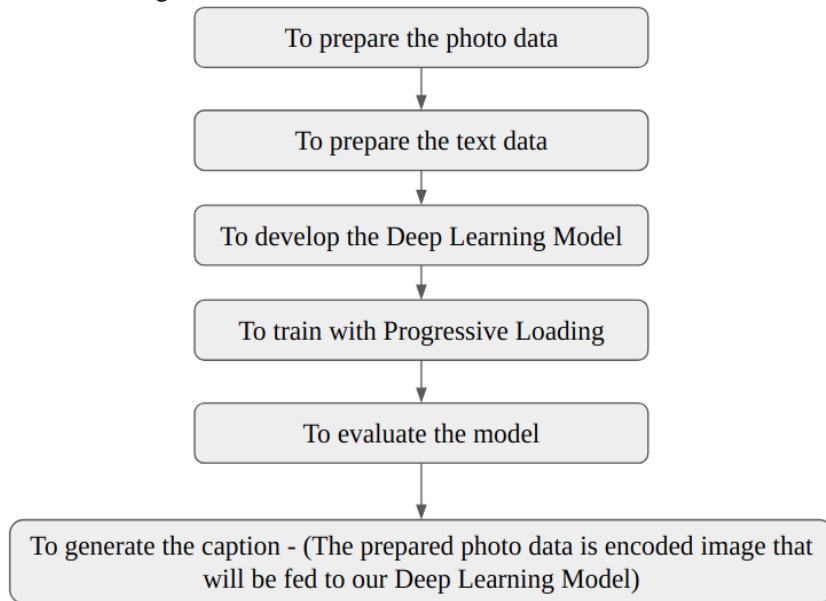 To prepare the photo data
To prepare the text data
To develop the Deep Learning Model
To train with Progressive Loading
To evaluate the model
To generate the caption - (The prepared photo data is encoded image that
will be fed to our Deep Learning Model)